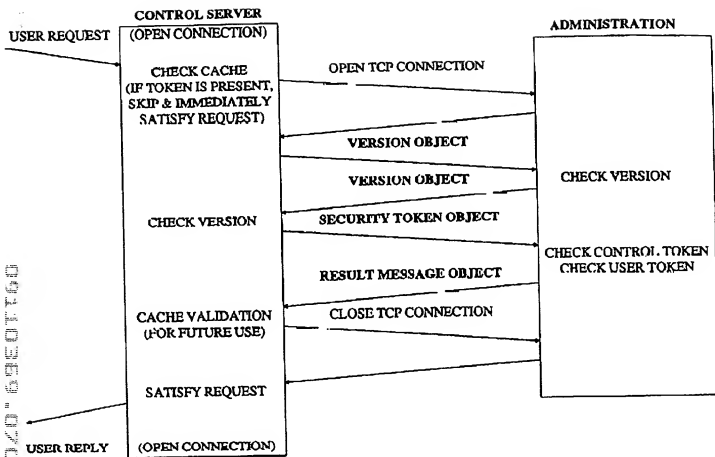 CONTROL SERVER
ADMINISTRATION
USER REQUEST
(OPEN CONNECTION)
CHECK CACHE
(IF TOKEN IS PRESENT,
SKIP & IMMEDIATELY
SATISFY REQUEST)
OPEN TCP CONNECTION
VERSION OBJECT
VERSION OBJECT
CHECK VERSION
CHECK VERSION
SECURITY TOKEN OBJECT
CHECK CONTROL TOKEN
CHECK USER TOKEN
RESULT MESSAGE OBJECT
CACHE VALIDATION
(FOR FUTURE USE)
CLOSE TCP CONNECTION
SATISFY REQUEST
USER REPLY
(OPEN CONNECTION)